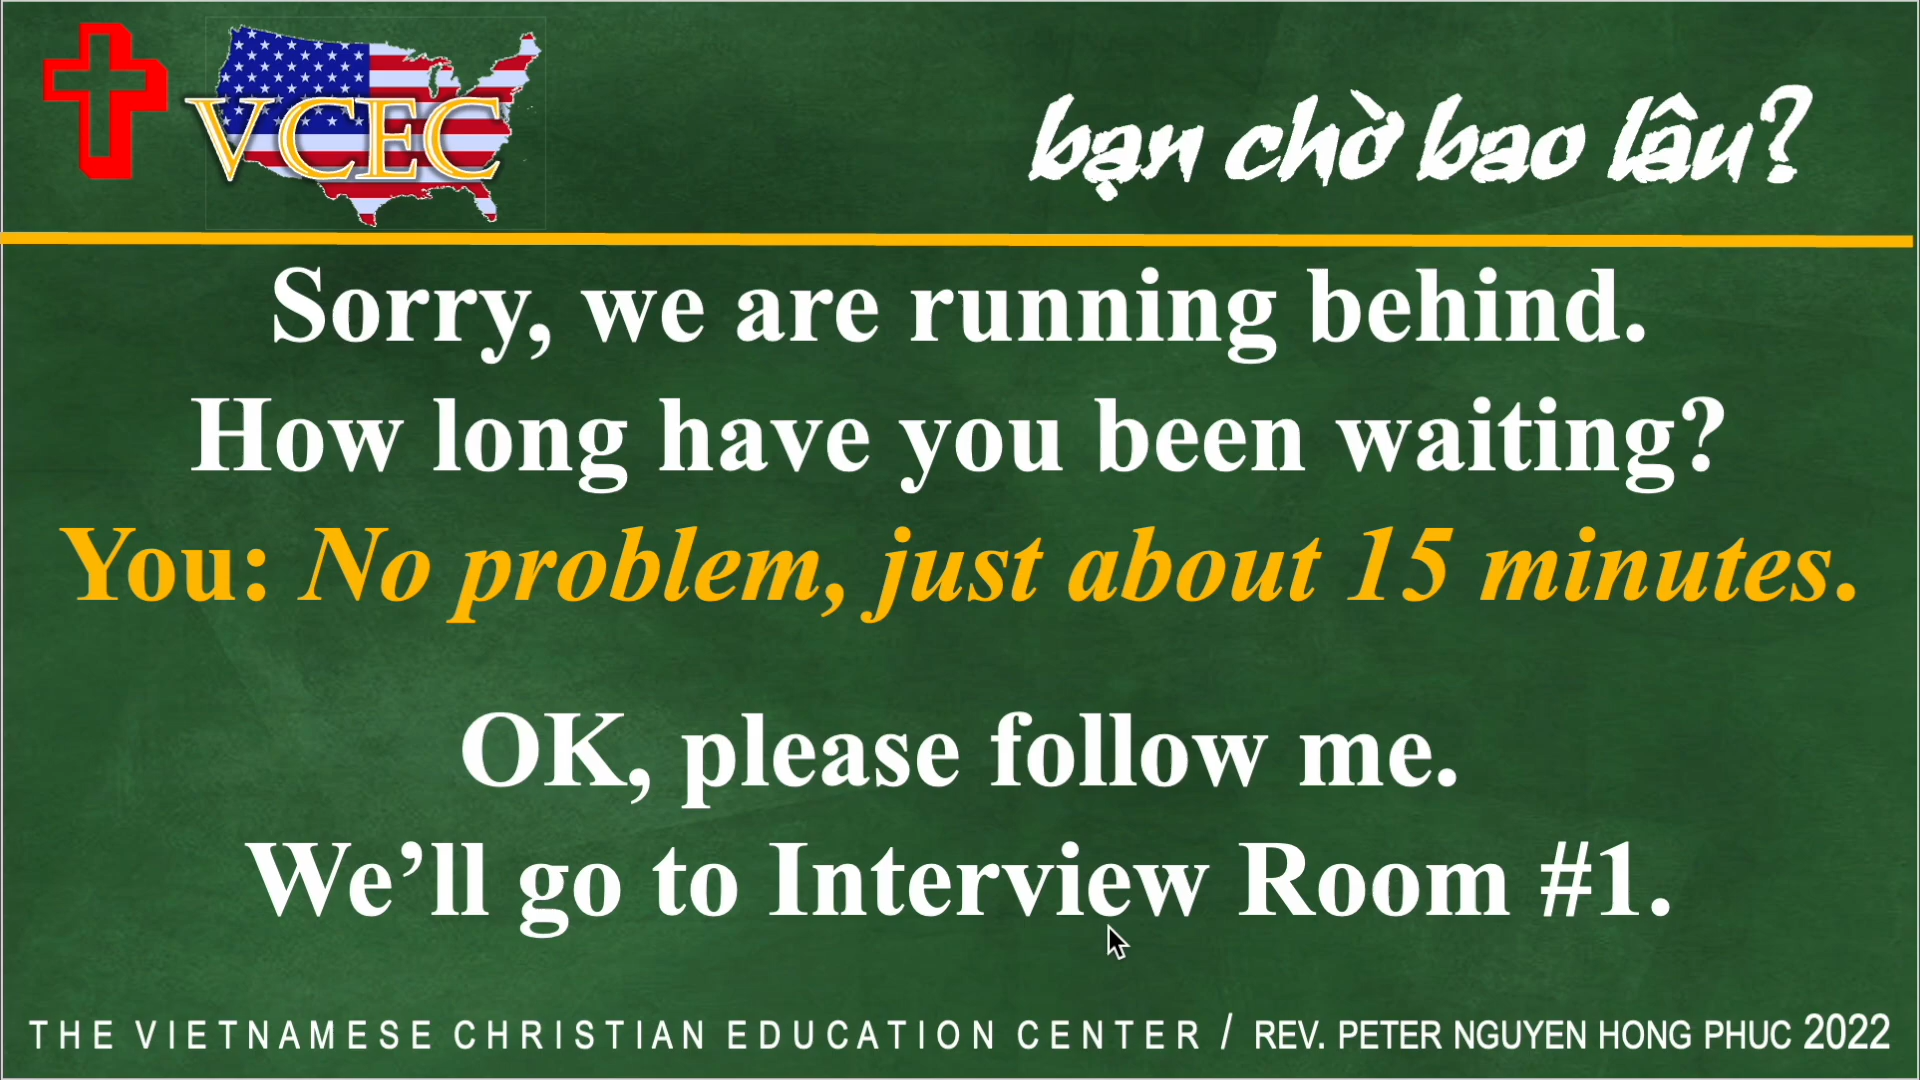 VCEC
bạn chờ bao lâu?
Sorry, we are running behind.
How long have you been waiting?
You: No problem, just about 15 minutes.
OK, please follow me.
We’ll go to Interview Room #1.
THE VIETNAMESE CHRISTIAN EDUCATION CENTER / REV. PETER NGUYEN HONG PHUC 2022